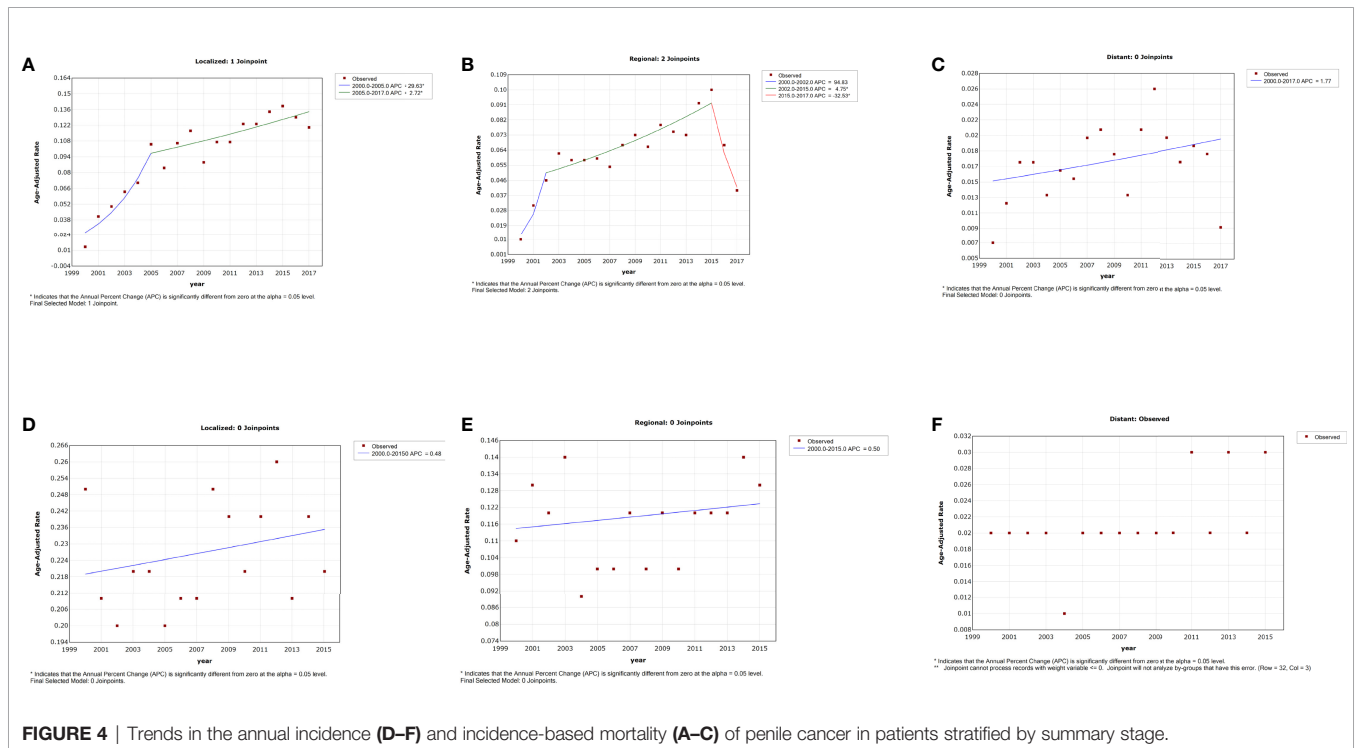 A
Localized: 1 Joinpoint
Age-Adjusted Rate
0.164
0.15
0.136
0.122
0.108
0.094
0.08
0.066
0.052
0.038
0.024
0.01
-0.004
1999 2001 2003 2005 2007 2009 2011 2013 2015 2017
year
Observed
2000.0-2005.0 APC - 29.63*
2005.0-2017.0 APC - 2.72*
* Indicates that the Annual Percent Change (APC) is significantly different from zero at the alpha = 0.05 level.
Final Selected Model: 1 Joinpoint.
B
Regional: 2 Joinpoints
Age-Adjusted Rate
0.109
0.10
0.091
0.082
0.073
0.063
0.055
0.045
0.037
0.028
0.019
0.01
0.001
1999 2001 2003 2005 2007 2009 2011 2013 2015 2017
year
Observed
2000.0-2002.0 APC = 94.83
2002.0-2015.0 APC = 4.75*
2015.0-2017.0 APC = -32.53*
* Indicates that the Annual Percent Change (APC) is significantly different from zero at the alpha = 0.05 level.
Final Selected Model: 2 Joinpoints.
C
Distant: 0 Joinpoints
Age-Adjusted Rate
0.028
0.026
0.024
0.022
0.02
0.018
0.017
0.015
0.013
0.011
0.01
0.007
0.005
1999 2001 2003 2005 2007 2009 2011 2013 2015 2017
year
Observed
2000.0-2017.0 APC = 1.77
* Indicates that the Annual Percent Change (APC) is significantly different from zero at the alpha = 0.05 level.
Final Selected Model: 0 Joinpoints.
D
Localized: 0 Joinpoints
Age-Adjusted Rate
0.266
0.26
0.254
0.248
0.242
0.236
0.23
0.224
0.218
0.212
0.206
0.20
0.194
1999 2001 2003 2005 2007 2009 2011 2013 2015
year
Observed
2000.0-20150 APC = 0.48
* Indicates that the Annual Percent Change (APC) is significantly different from zero at the alpha = 0.05 level.
Final Selected Model: 0 Joinpoints.
E
Regional: 0 Joinpoints
Age-Adjusted Rate
0.146
0.14
0.134
0.128
0.122
0.116
0.11
0.104
0.098
0.092
0.086
0.08
0.074
1999 2001 2003 2005 2007 2009 2011 2013 2015
year
Observed
2000.0-2015.0 APC = 0.50
* Indicates that the Annual Percent Change (APC) is significantly different from zero at the alpha = 0.05 level.
Final Selected Model: 0 Joinpoints.
F
Distant: Observed
Age-Adjusted Rate
0.032
0.03
0.028
0.026
0.024
0.022
0.02
0.018
0.016
0.014
0.012
0.01
0.008
1999 2001 2003 2005 2007 2009 2011 2013 2015
year
Observed
* Indicates that the Annual Percent Change (APC) is significantly different from zero at the alpha = 0.05 level.
** Joinpoint cannot process records with weight variable <= 0. Joinpoint will not analyze by-groups that have this error. (Row = 32, Col = 3)
FIGURE 4 | Trends in the annual incidence (D–F) and incidence-based mortality (A–C) of penile cancer in patients stratified by summary stage.